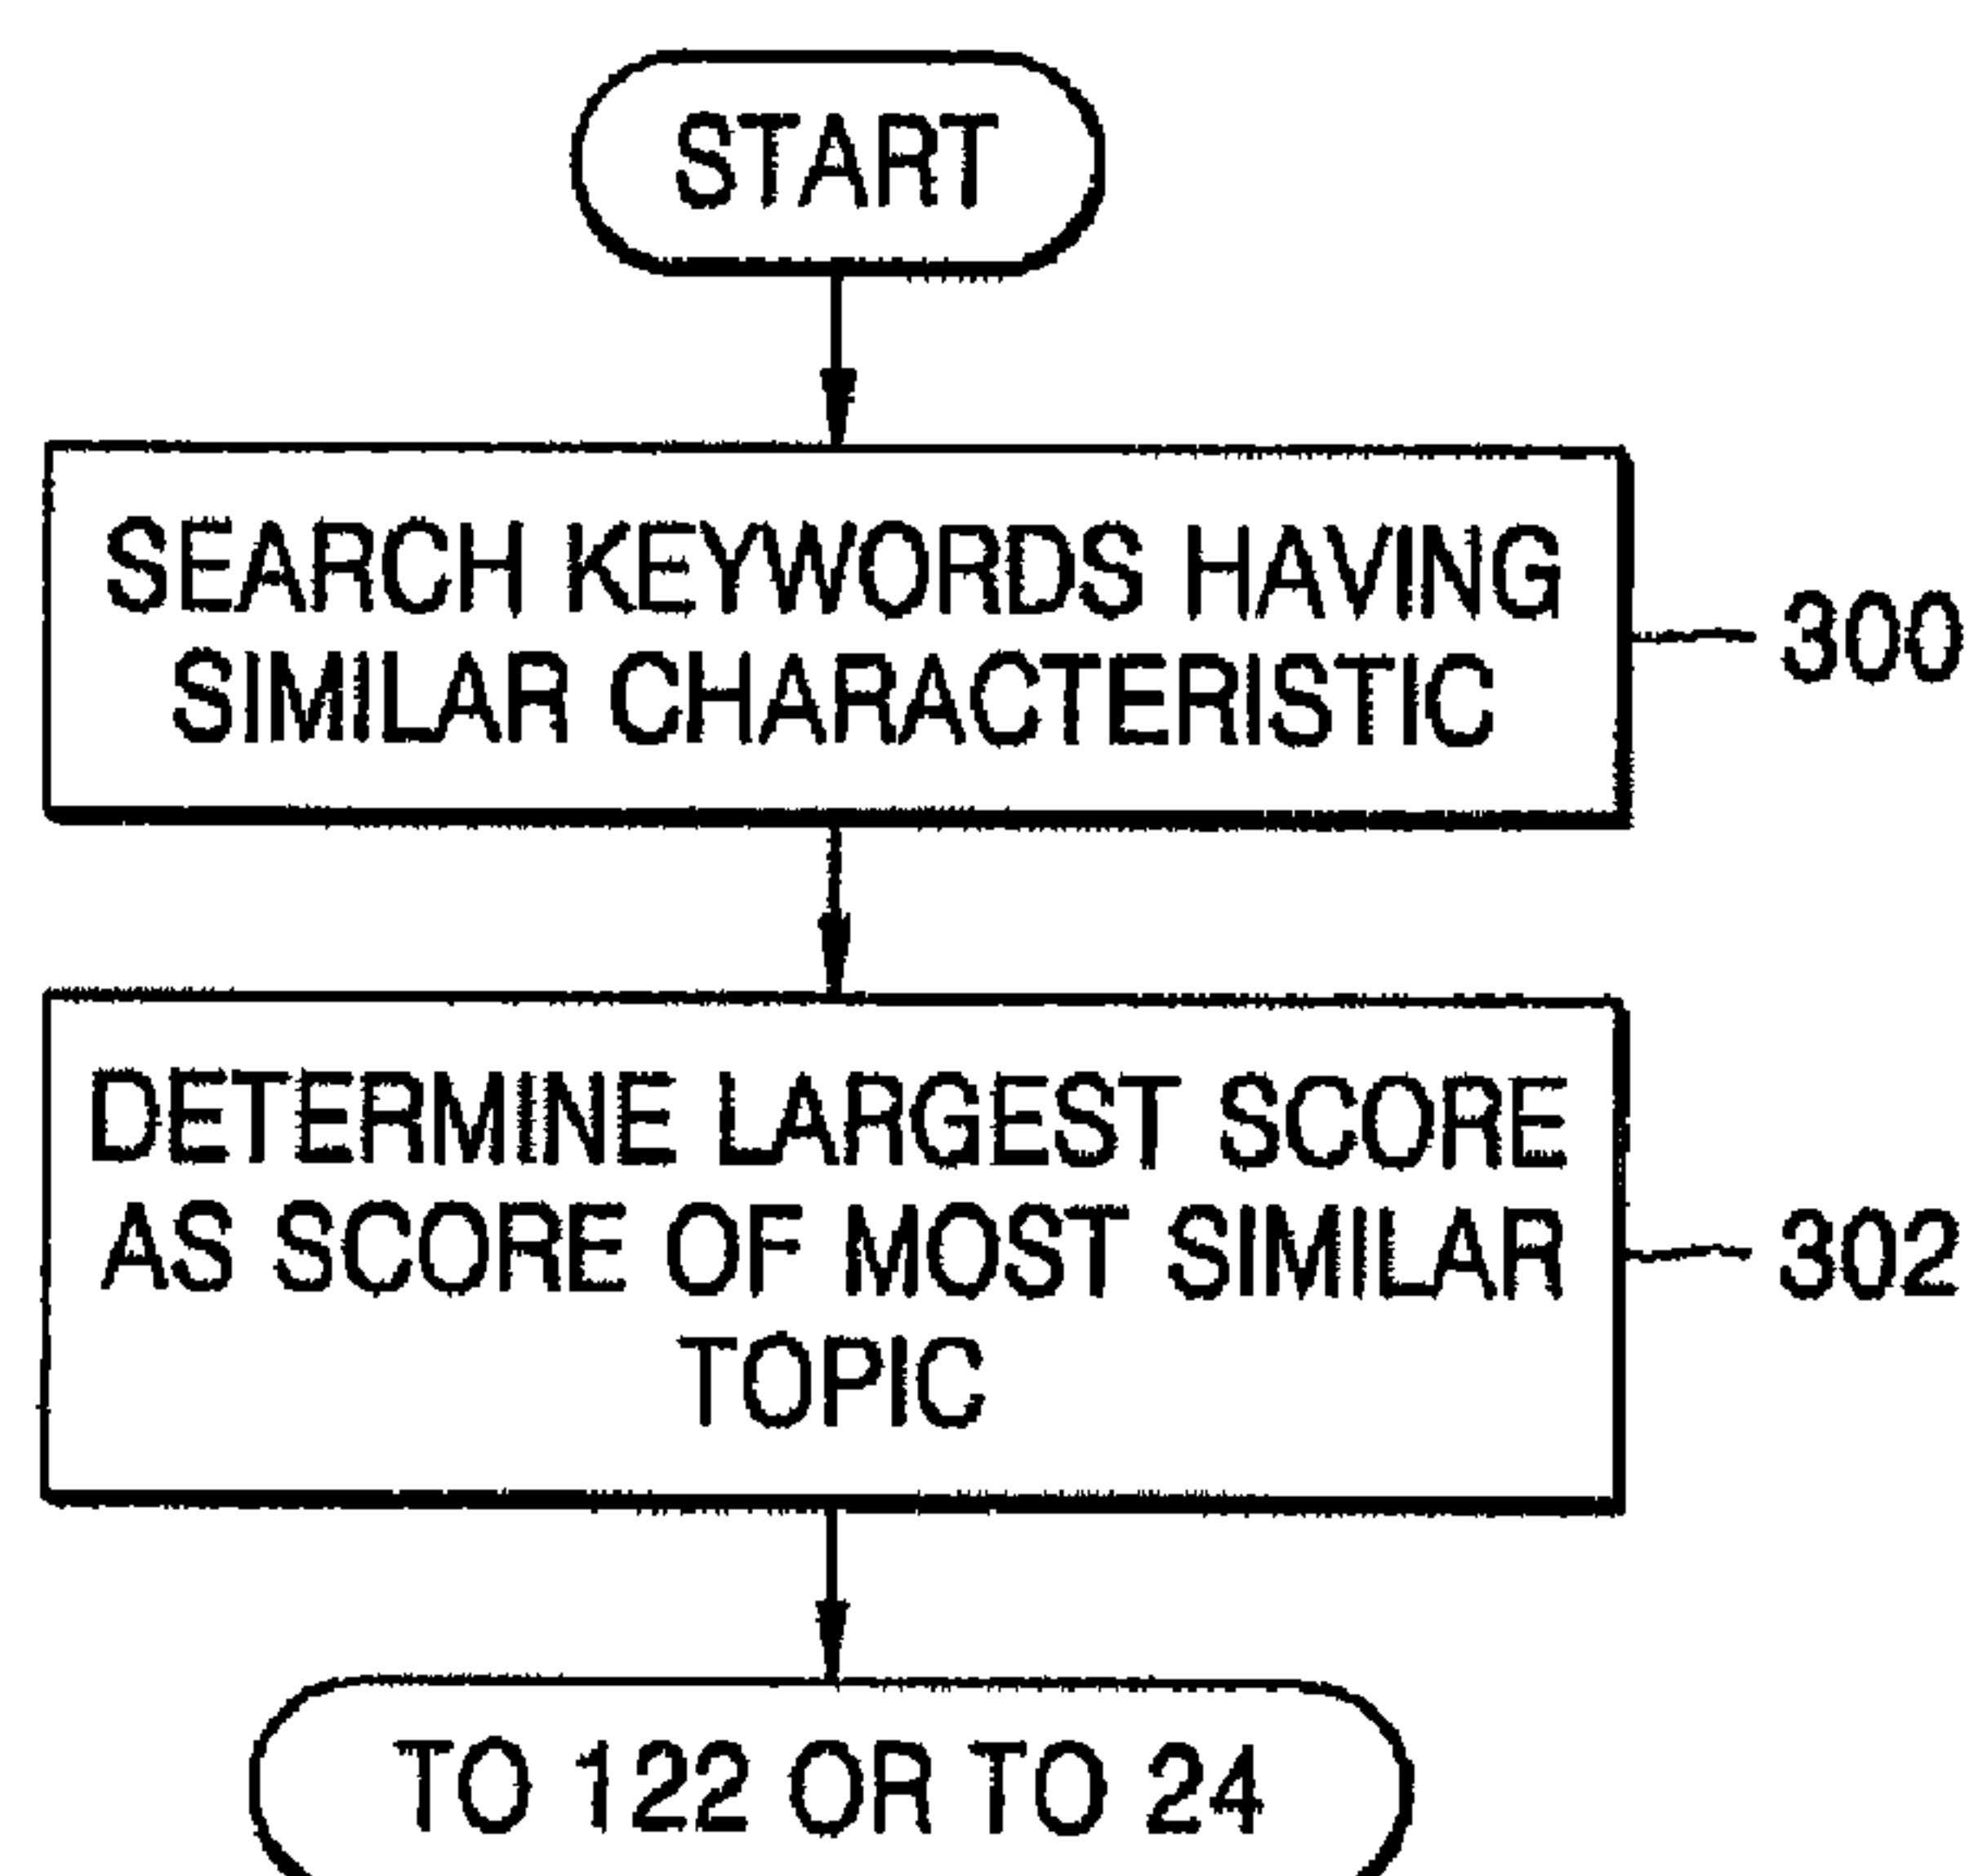 START
SEARCH KEYWORDS HAVING
SIMILAR CHARACTERISTIC
300
DETERMINE LARGEST SCORE
AS SCORE OF MOST SIMILAR
TOPIC
302
TO 122 OR TO 24